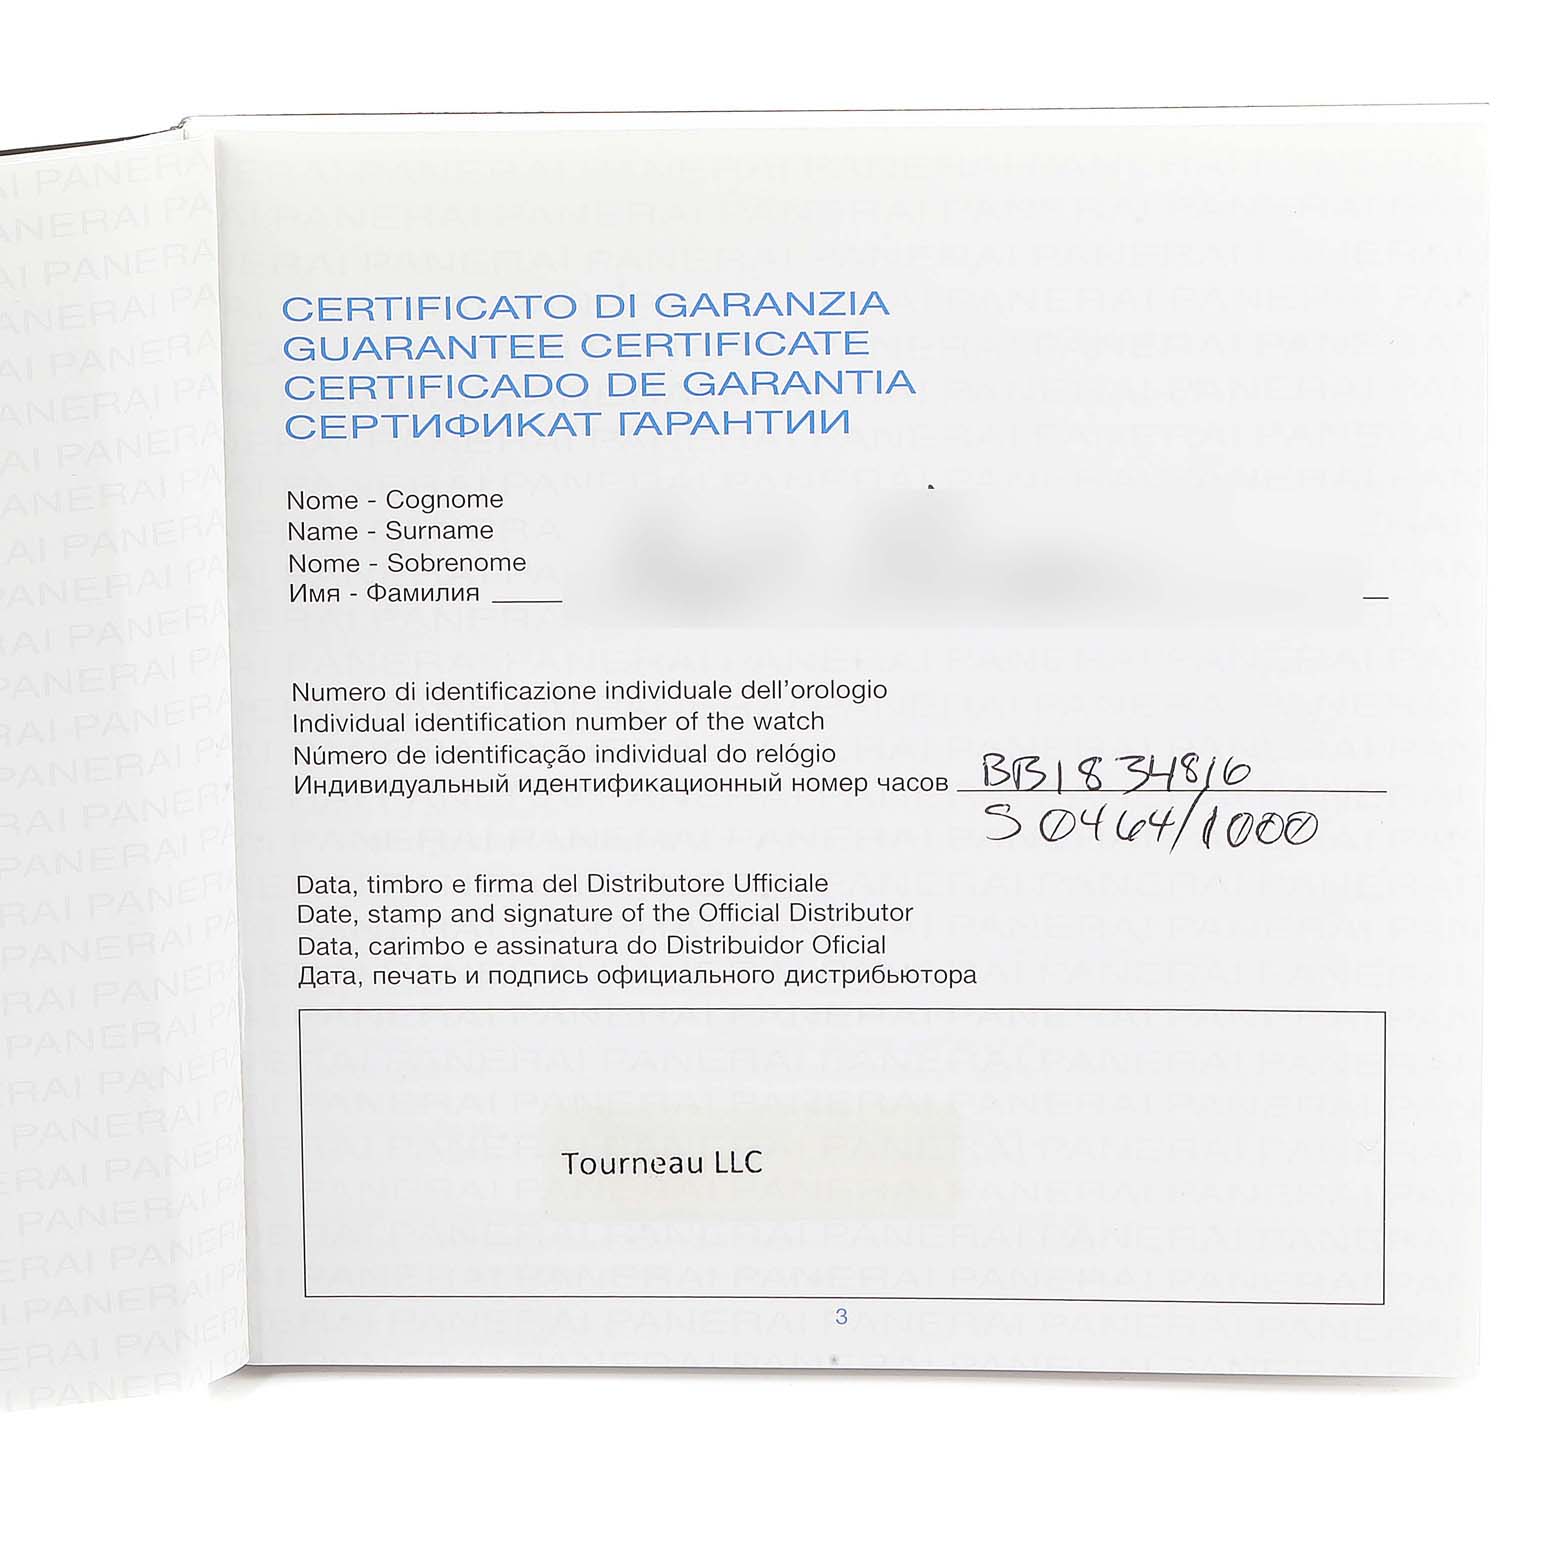 CERTIFICATO DI GARANZIA
GUARANTEE CERTIFICATE
CERTIFICADO DE GARANTIA
СЕРТИФИКАТ ГАРАНТИИ
Nome - Cognome
Name - Surname
Nome - Sobrenome
Имя - Фамилия
Numero di identificazione individuale dell'orologio
Individual identification number of the watch
Número de identificação individual do relógio
Индивидуальный идентификационный номер часов BB1834816
S 0464/1000
Data, timbro e firma del Distributore Ufficiale
Date, stamp and signature of the Official Distributor
Data, carimbo e assinatura do Distribuidor Oficial
Дата, печать и подпись официального дистрибьютора
Tourneau LLC
3